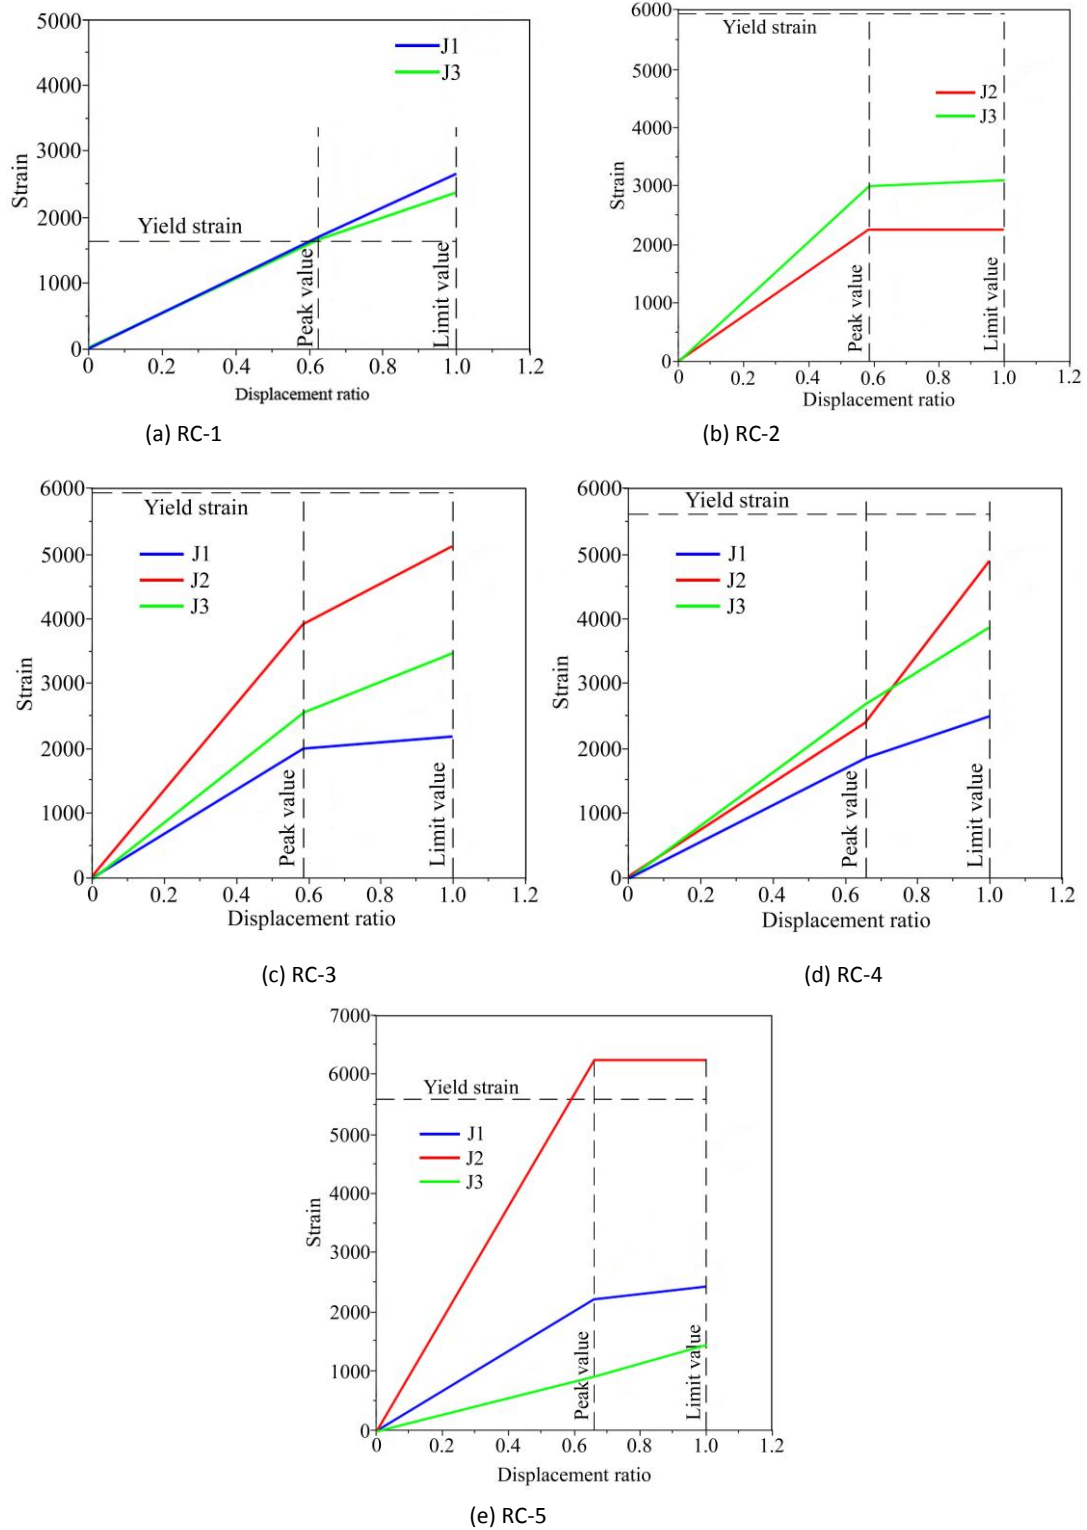 5000
4000
3000
2000
1000
0
Strain
J1
J3
Yield strain
Peak value
Limit value
0 0.2 0.4 0.6 0.8 1.0 1.2
Displacement ratio
(a) RC-1
6000
5000
4000
3000
2000
1000
0
Strain
Yield strain
J2
J3
Peak value
Limit value
0 0.2 0.4 0.6 0.8 1.0 1.2
Displacement ratio
(b) RC-2
6000
5000
4000
3000
2000
1000
0
Strain
Yield strain
J1
J2
J3
Peak value
Limit value
0 0.2 0.4 0.6 0.8 1.0 1.2
Displacement ratio
(c) RC-3
6000
5000
4000
3000
2000
1000
0
Strain
Yield strain
J1
J2
J3
Peak value
Limit value
0 0.2 0.4 0.6 0.8 1.0 1.2
Displacement ratio
(d) RC-4
7000
6000
5000
4000
3000
2000
1000
0
Strain
Yield strain
J1
J2
J3
Peak value
Limit value
0 0.2 0.4 0.6 0.8 1.0 1.2
Displacement ratio
(e) RC-5